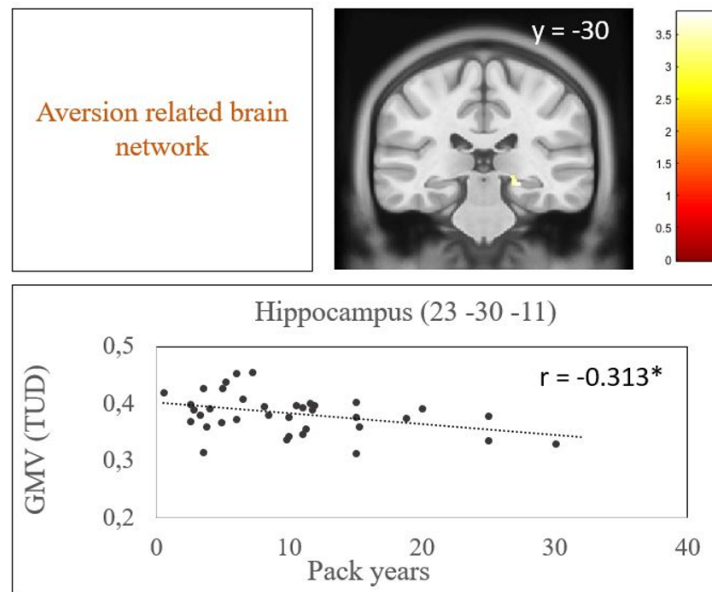 Aversion related brain
network
y = -30
3.5
3
2.5
2
1.5
1
0.5
0
Hippocampus (23 -30 -11)
r = -0.313*
GMV (TUD)
0,5
0,4
0,3
0,2
0 10 20 30 40
Pack years